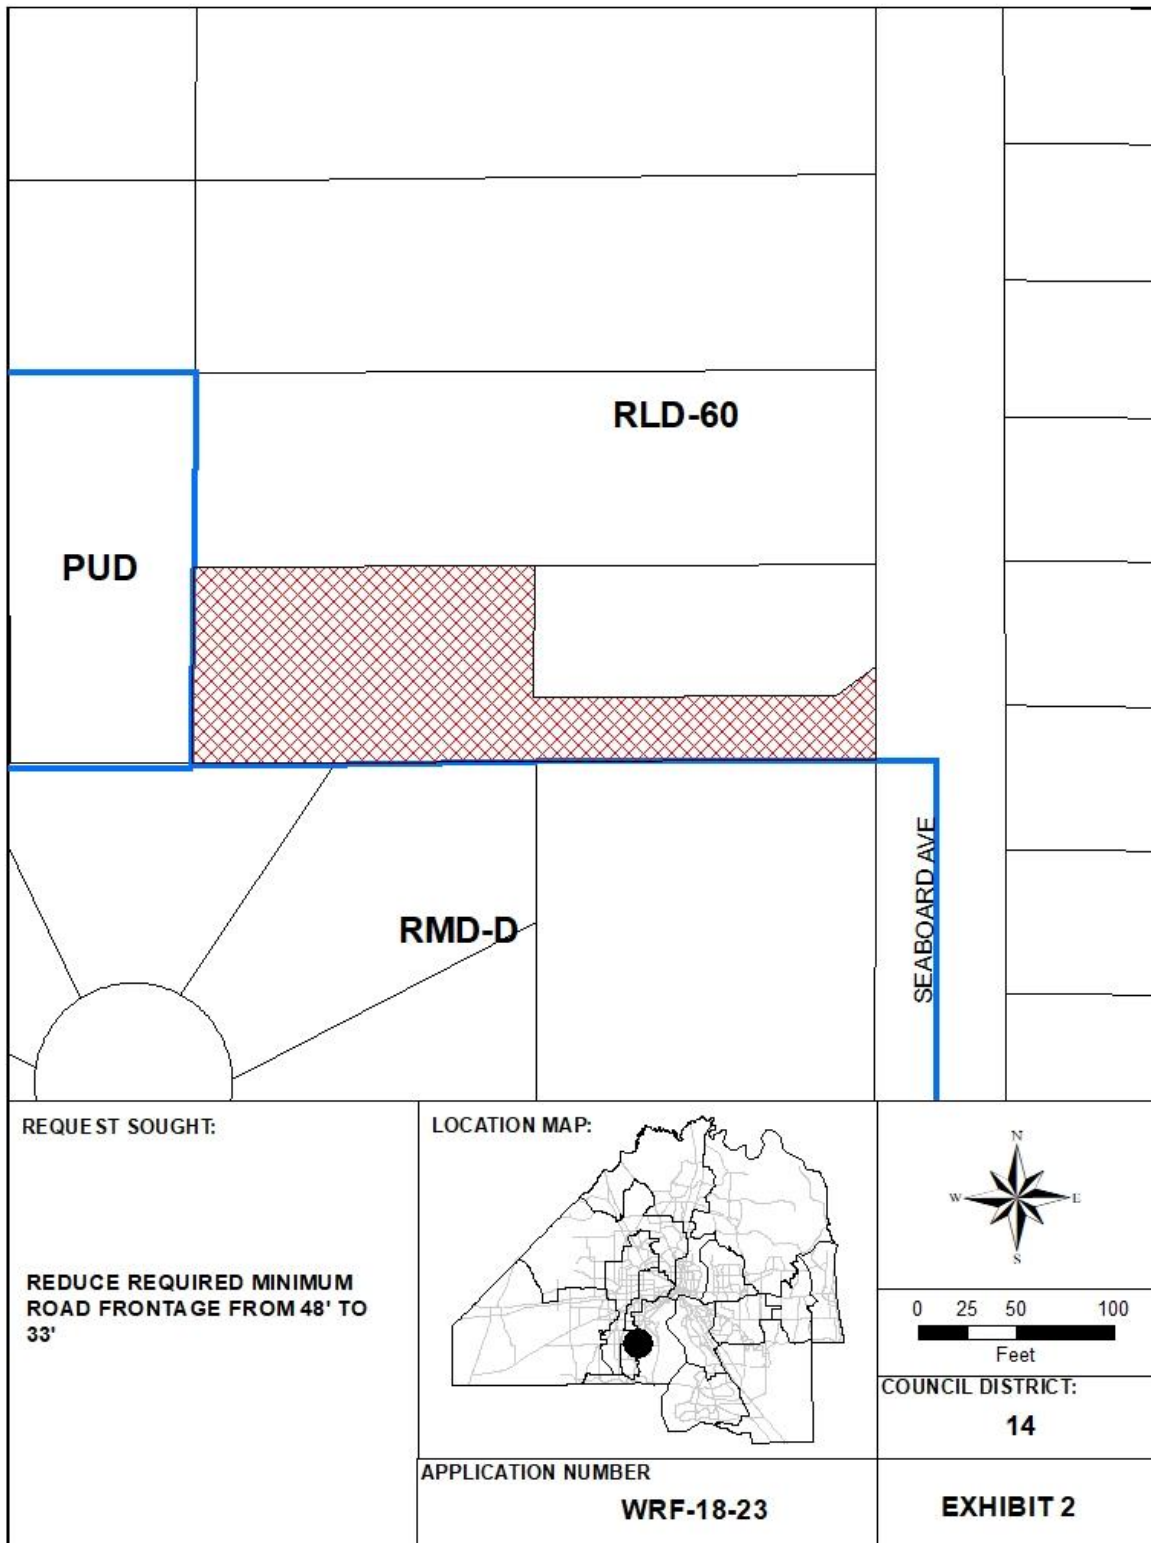 RLD-60
PUD
RMD-D
SEABOARD AVE
REQUEST SOUGHT:
REDUCE REQUIRED MINIMUM
ROAD FRONTAGE FROM 48' TO
33'
LOCATION MAP:
N
W E
S
0 25 50 100
Feet
COUNCIL DISTRICT:
14
APPLICATION NUMBER
WRF-18-23
EXHIBIT 2